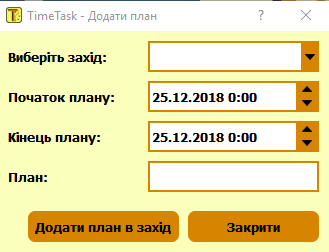 TimeTask - Додати план
Виберіть захід:
Початок плану: 25.12.2018 0:00
Кінець плану: 25.12.2018 0:00
План:
Додати план в захід Закрити